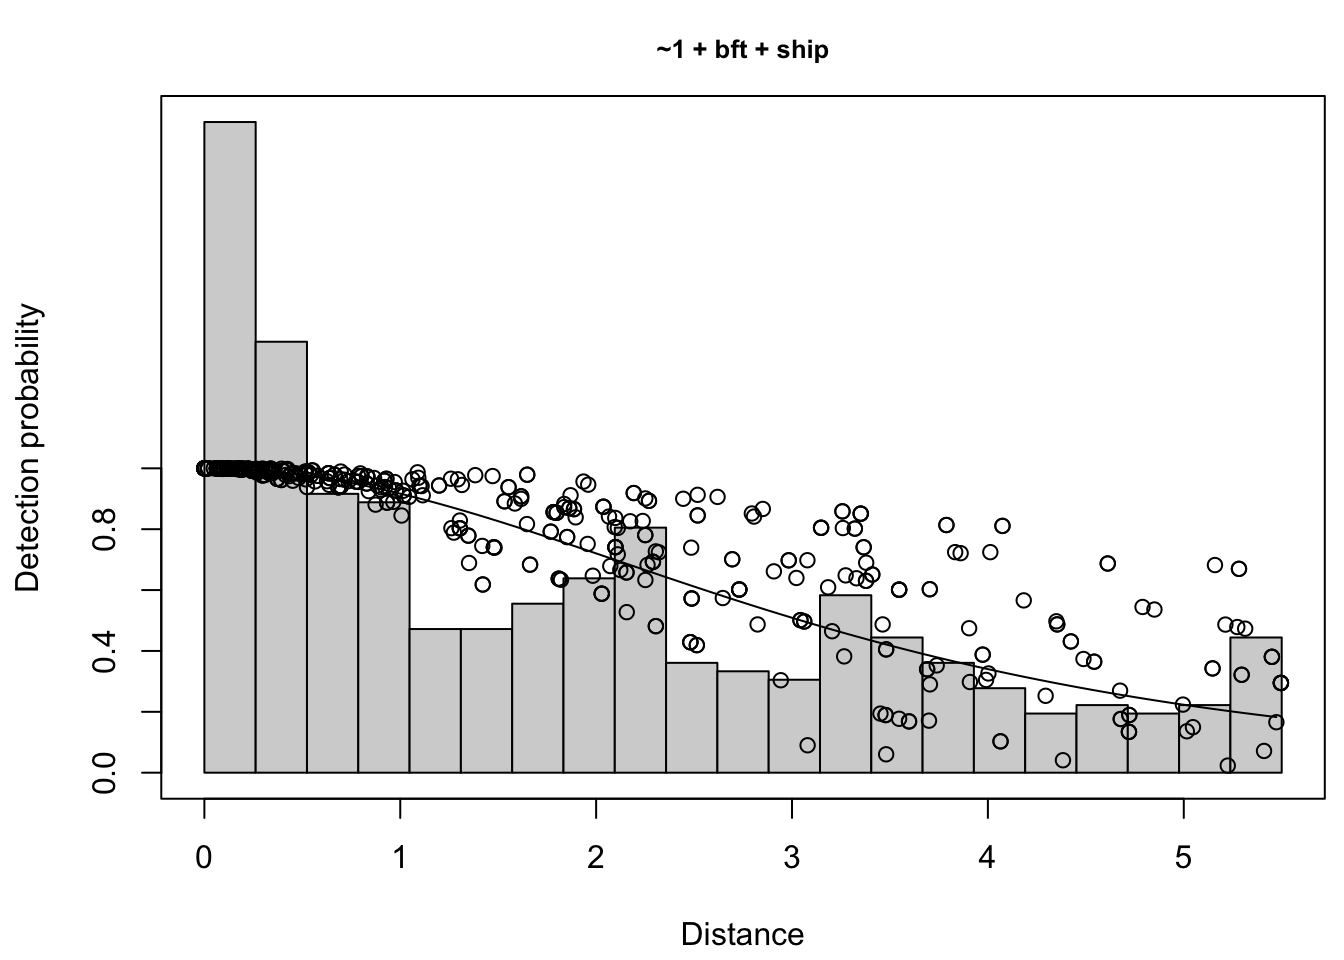 ~1 + bft + ship
Detection probability
0.8
0.4
0.0
0 1 2 3 4 5
Distance